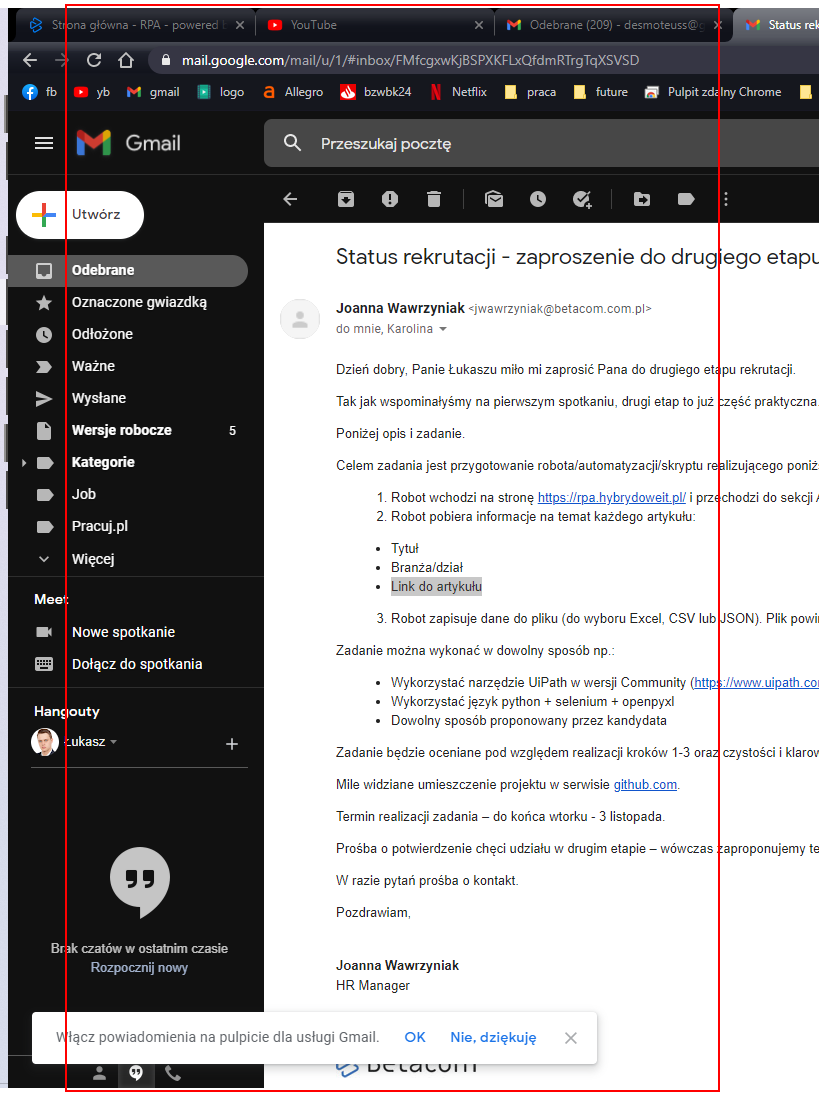 Strona główna - RPA - powered b
YouTube
Odebrane (209) - desmoteuss@g
Status rek
mail.google.com/mail/u/1/#inbox/FMfcgxwKjBSPXKFLxQfdmRTrgTqXSVSD
fb
yb
gmail
logo
Allegro
bzwbk24
Netflix
praca
future
Pulpit zdalny Chrome
Gmail
Przeszukaj pocztę
Utwórz
Odebrane
Oznaczone gwiazdką
Odłożone
Ważne
Wysłane
Wersje robocze 5
Kategorie
Job
Pracuj.pl
Więcej
Meet
Nowe spotkanie
Dołącz do spotkania
Hangouty
Łukasz
Brak czatów w ostatnim czasie
Rozpocznij nowy
Status rekrutacji - zaproszenie do drugiego etapu
Joanna Wawrzyniak <jwawrzyniak@betacom.com.pl>
do mnie, Karolina
Dzień dobry, Panie Łukaszu miło mi zaprosić Pana do drugiego etapu rekrutacji.
Tak jak wspominałyśmy na pierwszym spotkaniu, drugi etap to już część praktyczna.
Poniżej opis i zadanie.
Celem zadania jest przygotowanie robota/automatyzacji/skryptu realizującego poniż
1. Robot wchodzi na stronę https://rpa.hybrydoweit.pl/ i przechodzi do sekcji A
2. Robot pobiera informacje na temat każdego artykułu:
• Tytuł
• Branża/dział
• Link do artykułu
3. Robot zapisuje dane do pliku (do wyboru Excel, CSV lub JSON). Plik powin
Zadanie można wykonać w dowolny sposób np.:
• Wykorzystać narzędzie UiPath w wersji Community (https://www.uipath.co
• Wykorzystać język python + selenium + openpyxl
• Dowolny sposób proponowany przez kandydata
Zadanie będzie oceniane pod względem realizacji kroków 1-3 oraz czystości i klarow
Mile widziane umieszczenie projektu w serwisie github.com.
Termin realizacji zadania – do końca wtorku - 3 listopada.
Prośba o potwierdzenie chęci udziału w drugim etapie – wówczas zaproponujemy te
W razie pytań prośba o kontakt.
Pozdrawiam,
Joanna Wawrzyniak
HR Manager
Włącz powiadomienia na pulpicie dla usługi Gmail. OK Nie, dziękuję
Betacom